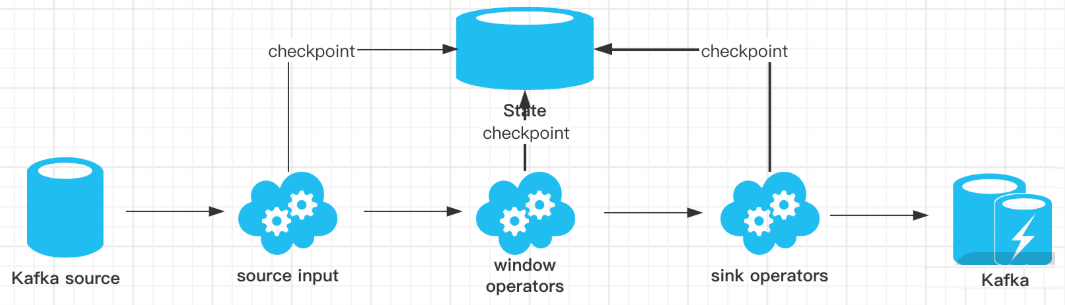 checkpoint
checkpoint
State
checkpoint
Kafka source
source input
window
operators
sink operators
Kafka